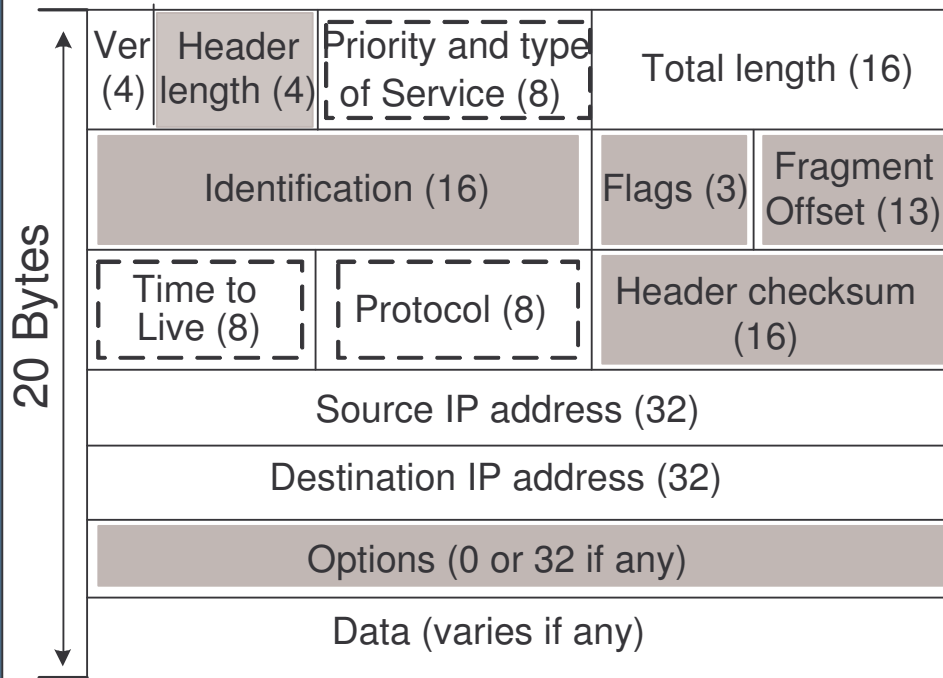 20 Bytes
Ver
(4)
Header
length (4)
Priority and type
of Service (8)
Total length (16)
Identification (16)
Flags (3)
Fragment
Offset (13)
Time to
Live (8)
Protocol (8)
Header checksum
(16)
Source IP address (32)
Destination IP address (32)
Options (0 or 32 if any)
Data (varies if any)